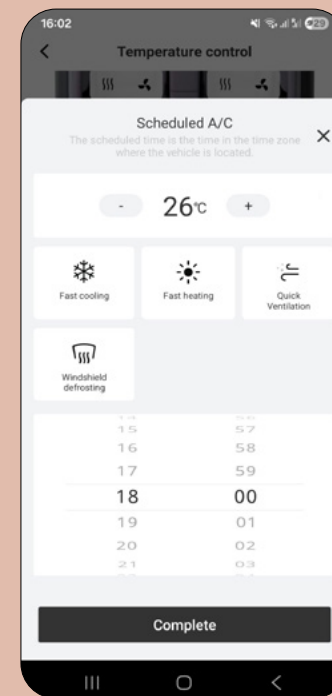 16:02
Temperature control
Scheduled A/C
The scheduled time is the time in the time zone
where the vehicle is located.
- 26°C +
Fast cooling
Fast heating
Quick
Ventilation
Windshield
defrosting
15 57
16 58
17 59
18 00
19 01
20 02
21 03
Complete